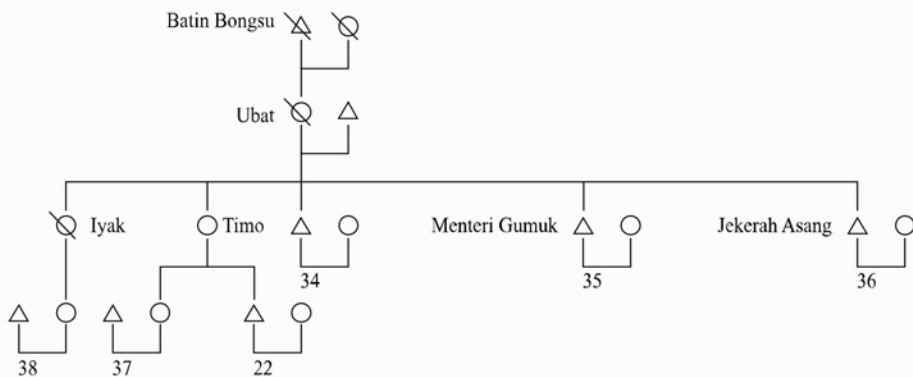 Batin Bongsu
Ubat
Iyak
Timo
Menteri Gumuk
Jekerah Asang
34
35
36
38
37
22